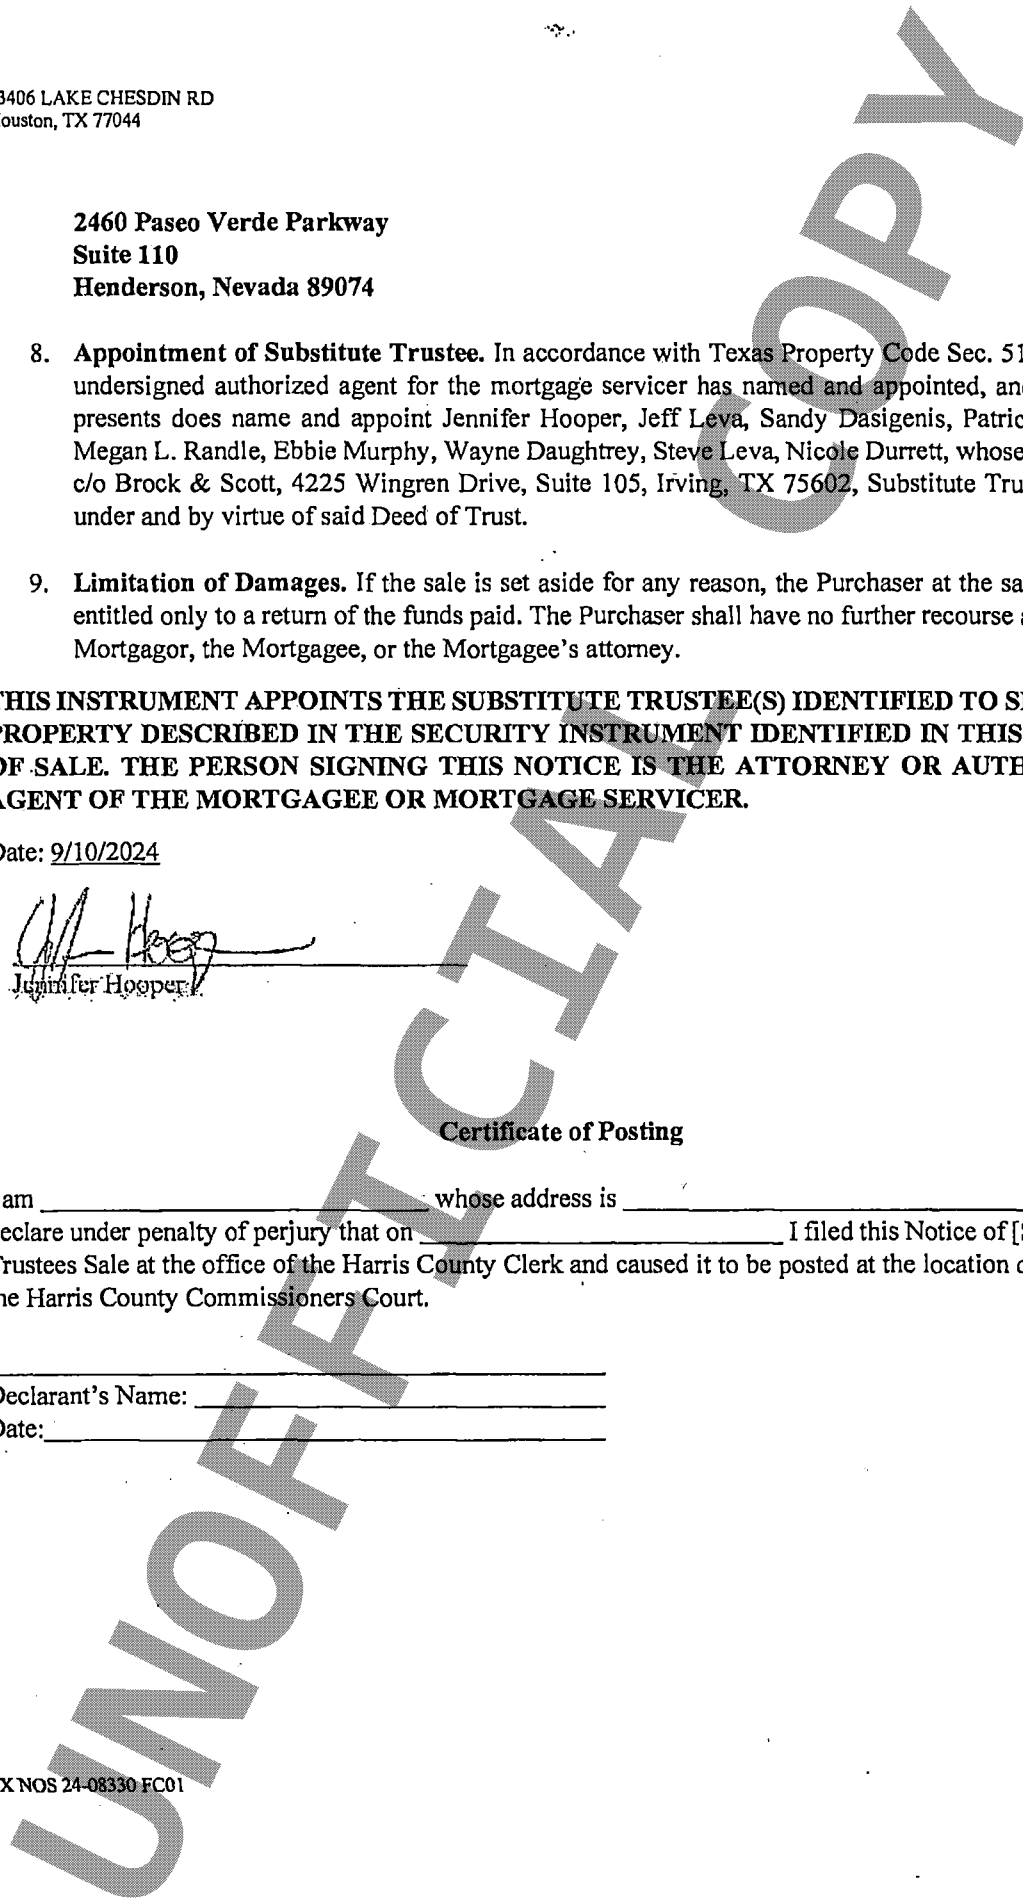 3406 LAKE CHESDIN RD
ouston, TX 77044
2460 Paseo Verde Parkway
Suite 110
Henderson, Nevada 89074
8. Appointment of Substitute Trustee. In accordance with Texas Property Code Sec. 51
undersigned authorized agent for the mortgage servicer has named and appointed, an
presents does name and appoint Jennifer Hooper, Jeff Leva, Sandy Dasigenis, Patric
Megan L. Randle, Ebbie Murphy, Wayne Daughtrey, Steve Leva, Nicole Durrett, whose
c/o Brock & Scott, 4225 Wingren Drive, Suite 105, Irving, TX 75602, Substitute Tru
under and by virtue of said Deed of Trust.
9. Limitation of Damages. If the sale is set aside for any reason, the Purchaser at the sa
entitled only to a return of the funds paid. The Purchaser shall have no further recourse a
Mortgagor, the Mortgagee, or the Mortgagee's attorney.
THIS INSTRUMENT APPOINTS THE SUBSTITUTE TRUSTEE(S) IDENTIFIED TO S
PROPERTY DESCRIBED IN THE SECURITY INSTRUMENT IDENTIFIED IN THIS
OF SALE. THE PERSON SIGNING THIS NOTICE IS THE ATTORNEY OR AUTH
AGENT OF THE MORTGAGEE OR MORTGAGE SERVICER.
Date: 9/10/2024
Jennifer Hooper
Certificate of Posting
am ____ whose address is ____
eclare under penalty of perjury that on ____ I filed this Notice of [S
Trustees Sale at the office of the Harris County Clerk and caused it to be posted at the location d
he Harris County Commissioners Court.
Declarant's Name: ____
Date: ____
X NOS 24-08330 FC01
UNOFFICIAL COPY